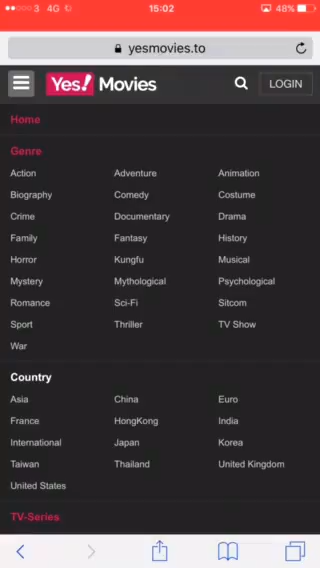 3 4G 15:02 48%
yesmovies.to
Yes! Movies LOGIN
Home
Genre
Action Adventure Animation
Biography Comedy Costume
Crime Documentary Drama
Family Fantasy History
Horror Kungfu Musical
Mystery Mythological Psychological
Romance Sci-Fi Sitcom
Sport Thriller TV Show
War
Country
Asia China Euro
France HongKong India
International Japan Korea
Taiwan Thailand United Kingdom
United States
TV-Series